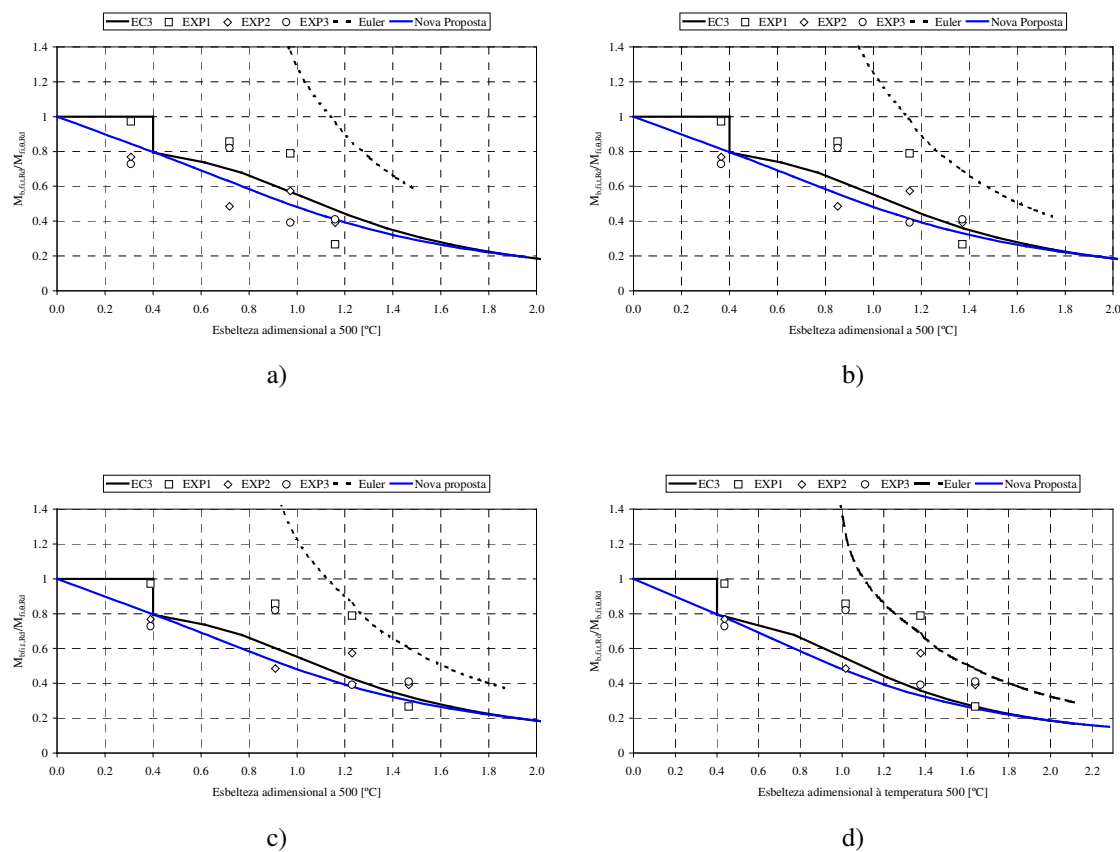 EC3 EXP1 EXP2 EXP3 Euler Nova Proposta
1.4
1.2
1
0.8
0.6
0.4
0.2
0
M_b,fi,t,Rd/M_fi,θ,Rd
0.0 0.2 0.4 0.6 0.8 1.0 1.2 1.4 1.6 1.8 2.0
Esbelteza adimensional a 500 [ºC]
a)
EC3 EXP1 EXP2 EXP3 Euler Nova Porposta
1.4
1.2
1
0.8
0.6
0.4
0.2
0
M_b,fi,t,Rd/M_fi,θ,Rd
0.0 0.2 0.4 0.6 0.8 1.0 1.2 1.4 1.6 1.8 2.0
Esbelteza adimensional a 500 [ºC]
b)
EC3 EXP1 EXP2 EXP3 Euler Nova proposta
1.4
1.2
1
0.8
0.6
0.4
0.2
0
M_bfi,t,Rd/M_fi,θ,Rd
0.0 0.2 0.4 0.6 0.8 1.0 1.2 1.4 1.6 1.8 2.0
Esbelteza adimensional a 500 [ºC]
c)
EC3 EXP1 EXP2 EXP3 Euler Nova Proposta
1.4
1.2
1
0.8
0.6
0.4
0.2
0
M_b,fi,t,Rd/M_fi,θ,Rd
0.0 0.2 0.4 0.6 0.8 1.0 1.2 1.4 1.6 1.8 2.0 2.2
Esbelteza adimensional à temperatura 500 [ºC]
d)